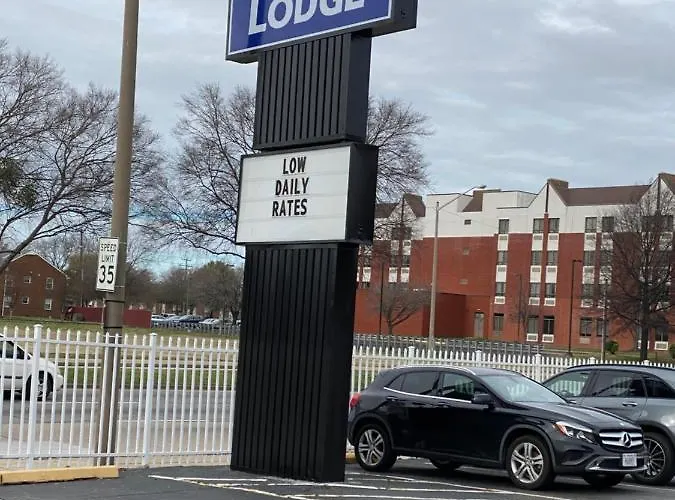 LODGE
LOW
DAILY
RATES
SPEED
LIMIT
35